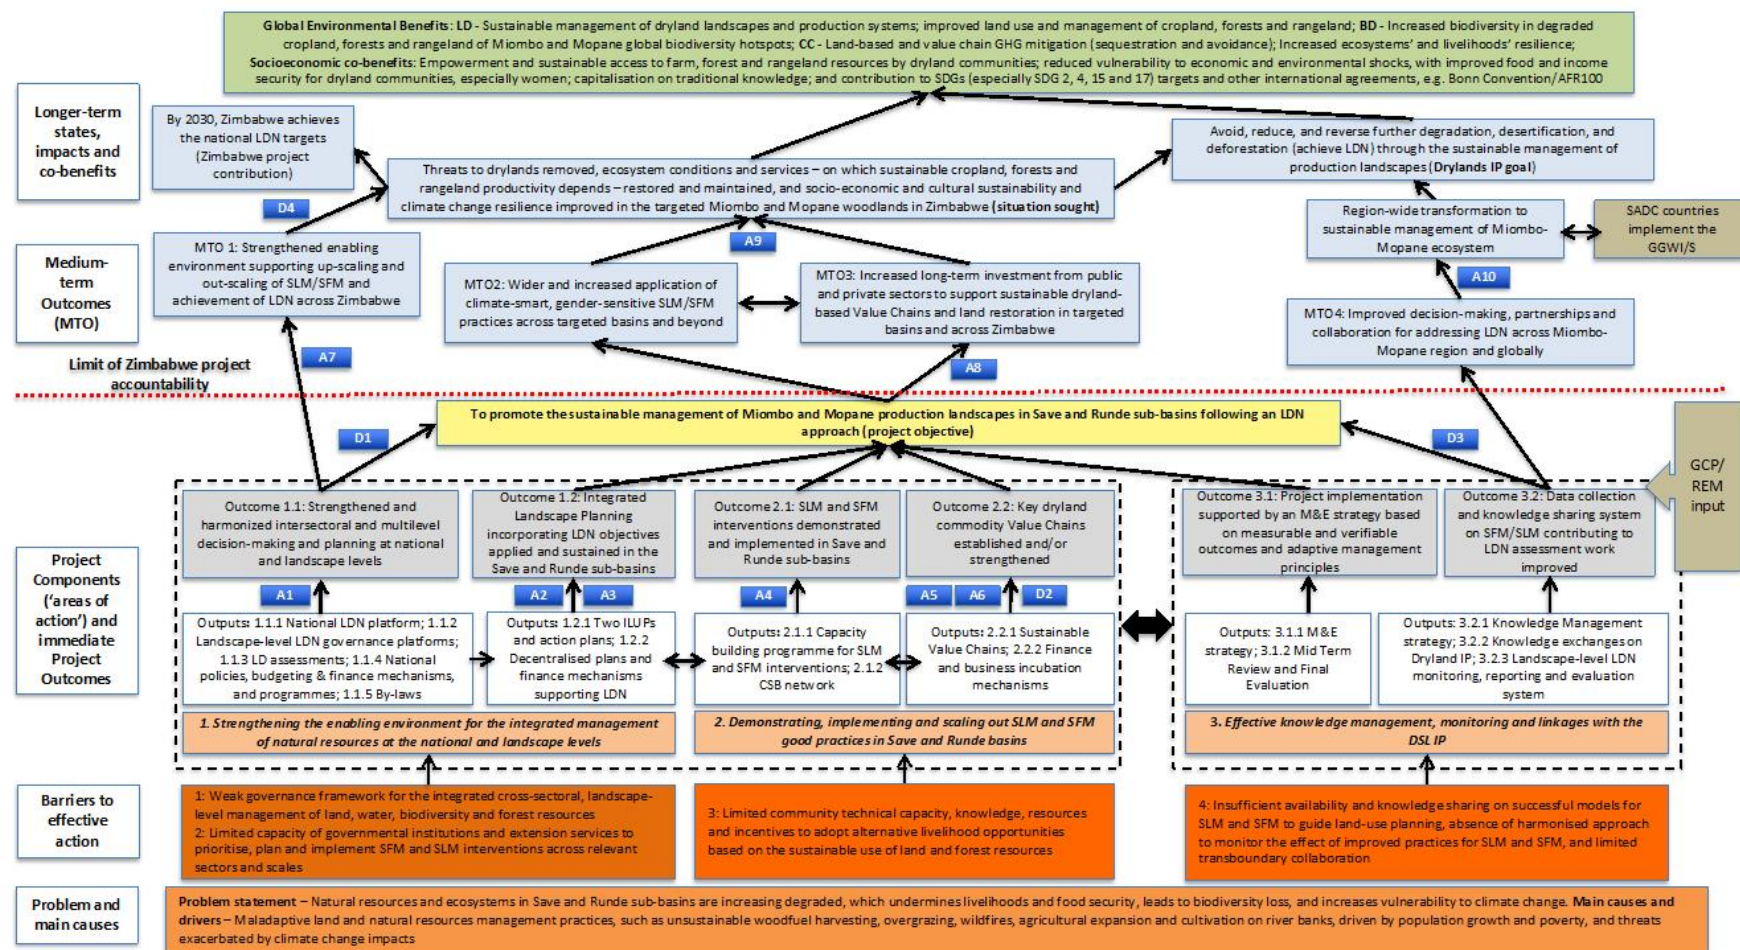 Global Environmental Benefits: LD - Sustainable management of dryland landscapes and production systems; improved land use and management of cropland, forests and rangeland; BD - Increased biodiversity in degraded
cropland, forests and rangeland of Miombo and Mopane global biodiversity hotspots; CC - Land-based and value chain GHG mitigation (sequestration and avoidance); Increased ecosystems' and livelihoods' resilience;
Socioeconomic co-benefits: Empowerment and sustainable access to farm, forest and rangeland resources by dryland communities; reduced vulnerability to economic and environmental shocks, with improved food and income
security for dryland communities, especially women; capitalisation on traditional knowledge; and contribution to SDGs (especially SDG 2, 4, 15 and 17) targets and other international agreements, e.g. Bonn Convention/AFR100
Longer-term
states,
impacts and
co-benefits
By 2030, Zimbabwe achieves
the national LDN targets
(Zimbabwe project
contribution)
Threats to drylands removed, ecosystem conditions and services – on which sustainable cropland, forests and
rangeland productivity depends – restored and maintained, and socio-economic and cultural sustainability and
climate change resilience improved in the targeted Miombo and Mopane woodlands in Zimbabwe (situation sought)
Avoid, reduce, and reverse further degradation, desertification, and
deforestation (achieve LDN) through the sustainable management of
production landscapes (Drylands IP goal)
D4
Medium-
term
Outcomes
(MTO)
MTO 1: Strengthened enabling
environment supporting up-scaling and
out-scaling of SLM/SFM and
achievement of LDN across Zimbabwe
A9
MTO2: Wider and increased application of
climate-smart, gender-sensitive SLM/SFM
practices across targeted basins and beyond
MTO3: Increased long-term investment from public
and private sectors to support sustainable dryland-
based Value Chains and land restoration in targeted
basins and across Zimbabwe
Region-wide transformation to
sustainable management of Miombo-
Mopane ecosystem
SADC countries
implement the
GGWI/S
A10
MTO4: Improved decision-making, partnerships and
collaboration for addressing LDN across Miombo-
Mopane region and globally
A7
A8
Limit of Zimbabwe project
accountability
To promote the sustainable management of Miombo and Mopane production landscapes in Save and Runde sub-basins following an LDN
approach (project objective)
D1
D3
GCP/
REM
input
Project
Components
('areas of
action') and
immediate
Project
Outcomes
Outcome 1.1: Strengthened and
harmonized intersectoral and multilevel
decision-making and planning at national
and landscape levels
Outcome 1.2: Integrated
Landscape Planning
incorporating LDN objectives
applied and sustained in the
Save and Runde sub-basins
Outcome 2.1: SLM and SFM
interventions demonstrated
and implemented in Save and
Runde sub-basins
Outcome 2.2: Key dryland
commodity Value Chains
established and/or
strengthened
Outcome 3.1: Project implementation
supported by an M&E strategy based
on measurable and verifiable
outcomes and adaptive management
principles
Outcome 3.2: Data collection
and knowledge sharing system
on SFM/SLM contributing to
LDN assessment work
improved
A1
A2
A3
A4
A5
A6
D2
Outputs: 1.1.1 National LDN platform; 1.1.2
Landscape-level LDN governance platforms;
1.1.3 LD assessments; 1.1.4 National
policies, budgeting & finance mechanisms,
and programmes; 1.1.5 By-laws
Outputs: 1.2.1 Two ILUPs
and action plans; 1.2.2
Decentralised plans and
finance mechanisms
supporting LDN
Outputs: 2.1.1 Capacity
building programme for SLM
and SFM interventions; 2.1.2
CSB network
Outputs: 2.2.1 Sustainable
Value Chains; 2.2.2 Finance
and business incubation
mechanisms
Outputs: 3.1.1 M&E
strategy; 3.1.2 Mid Term
Review and Final
Evaluation
Outputs: 3.2.1 Knowledge Management
strategy; 3.2.2 Knowledge exchanges on
Dryland IP; 3.2.3 Landscape-level LDN
monitoring, reporting and evaluation
system
1. Strengthening the enabling environment for the integrated management
of natural resources at the national and landscape levels
2. Demonstrating, implementing and scaling out SLM and SFM
good practices in Save and Runde basins
3. Effective knowledge management, monitoring and linkages with the
DSL IP
Barriers to
effective
action
1: Weak governance framework for the integrated cross-sectoral, landscape-
level management of land, water, biodiversity and forest resources
2: Limited capacity of governmental institutions and extension services to
prioritise, plan and implement SFM and SLM interventions across relevant
sectors and scales
3: Limited community technical capacity, knowledge, resources
and incentives to adopt alternative livelihood opportunities
based on the sustainable use of land and forest resources
4: Insufficient availability and knowledge sharing on successful models for
SLM and SFM to guide land-use planning, absence of harmonised approach
to monitor the effect of improved practices for SLM and SFM, and limited
transboundary collaboration
Problem and
main causes
Problem statement – Natural resources and ecosystems in Save and Runde sub-basins are increasing degraded, which undermines livelihoods and food security, leads to biodiversity loss, and increases vulnerability to climate change. Main causes and
drivers – Maladaptive land and natural resources management practices, such as unsustainable woodfuel harvesting, overgrazing, wildfires, agricultural expansion and cultivation on river banks, driven by population growth and poverty, and threats
exacerbated by climate change impacts